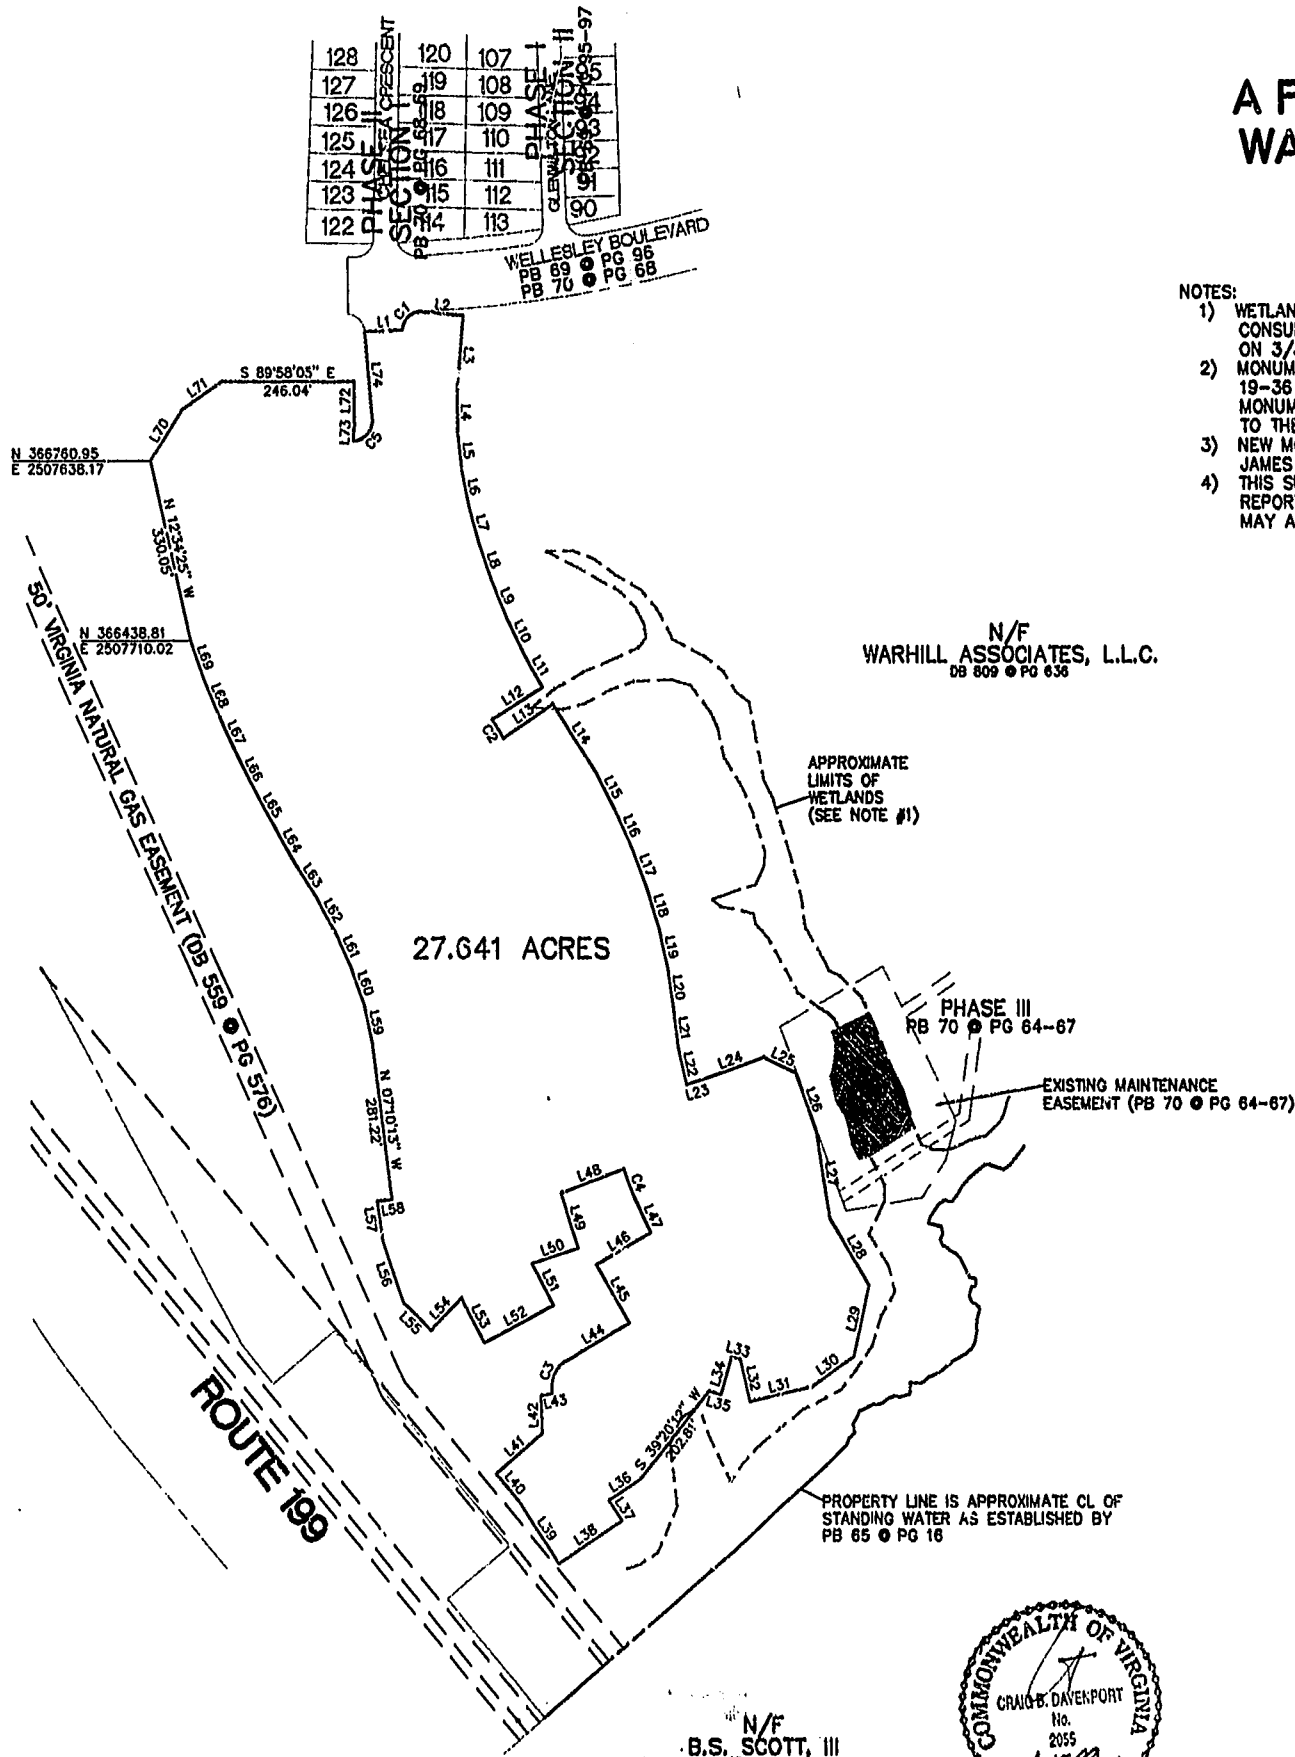 128
127
126
125
124
123
122
PHASE II
SECTION I
PB 70 @ PG 68-69
CRESCENT
120
119
118
117
116
115
114
107
108
109
110
111
112
113
PHASE I
SECTION II
95
94
93
92
91
90
WELLESLEY BOULEVARD
PB 69 @ PG 96
PB 70 @ PG 68
A P
WA
NOTES:
1) WETLAN
CONSU
ON 3/
2) MONUM
19-36
MONUM
TO THE
3) NEW M
JAMES
4) THIS S
REPOR
MAY A
L1
C1
L2
L3
L4
L5
L6
L7
L8
L9
L10
L11
L12
L13
C2
L14
L15
L16
L17
L18
L19
L20
L21
L22
L23
L24
L25
L26
L27
L28
L29
L30
L31
L32
L33
L34
L35
S 39°20'12" W
202.81'
L36
L37
L38
L39
L40
L41
L42
L43
C3
L44
L45
L46
L47
C4
L48
L49
L50
L51
L52
L53
L54
L55
L56
L57
L58
N 07°10'13" W
281.22'
L59
L60
L61
L62
L63
L64
L65
L66
L67
L68
L69
N 12°34'25" W
330.05'
L70
L71
S 89°58'05" E
246.04'
L72
L73
C5
L74
N 366760.95
E 2507638.17
N 366438.81
E 2507710.02
50' VIRGINIA NATURAL GAS EASEMENT (DB 559 @ PG 576)
N/F
WARHILL ASSOCIATES, L.L.C.
DB 809 @ PG 636
APPROXIMATE
LIMITS OF
WETLANDS
(SEE NOTE #1)
27.641 ACRES
PHASE III
PB 70 @ PG 64-67
EXISTING MAINTENANCE
EASEMENT (PB 70 @ PG 64-67)
ROUTE 199
PROPERTY LINE IS APPROXIMATE CL OF
STANDING WATER AS ESTABLISHED BY
PB 65 @ PG 16
N/F
B.S. SCOTT, III
COMMONWEALTH OF VIRGINIA
CRAIG B. DAVENPORT
No.
2055